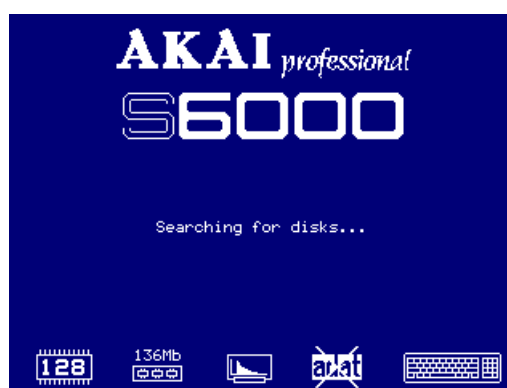 AKAI professional
S6000
Searching for disks...
136Mb
128
adat